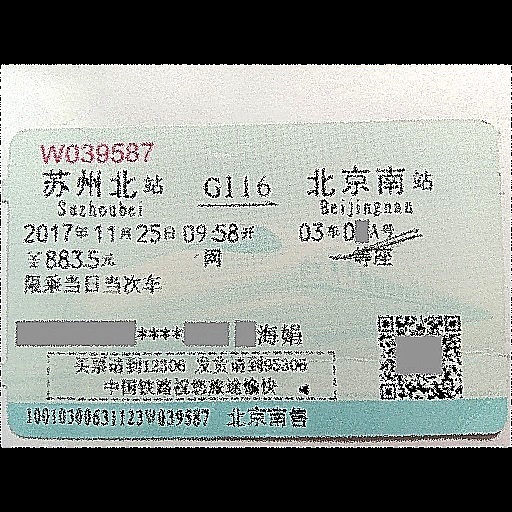 W039587
苏州北站 G116 北京南站
Suzhoubei Beijingnan
2017年11月25日09:58开 03车0 A号
￥883.5元 网 一等座
限乘当日当次车
**** 海娟
买票请到12306 发货请到95306
中国铁路祝您旅途愉快
10010300631123W039587 北京南售